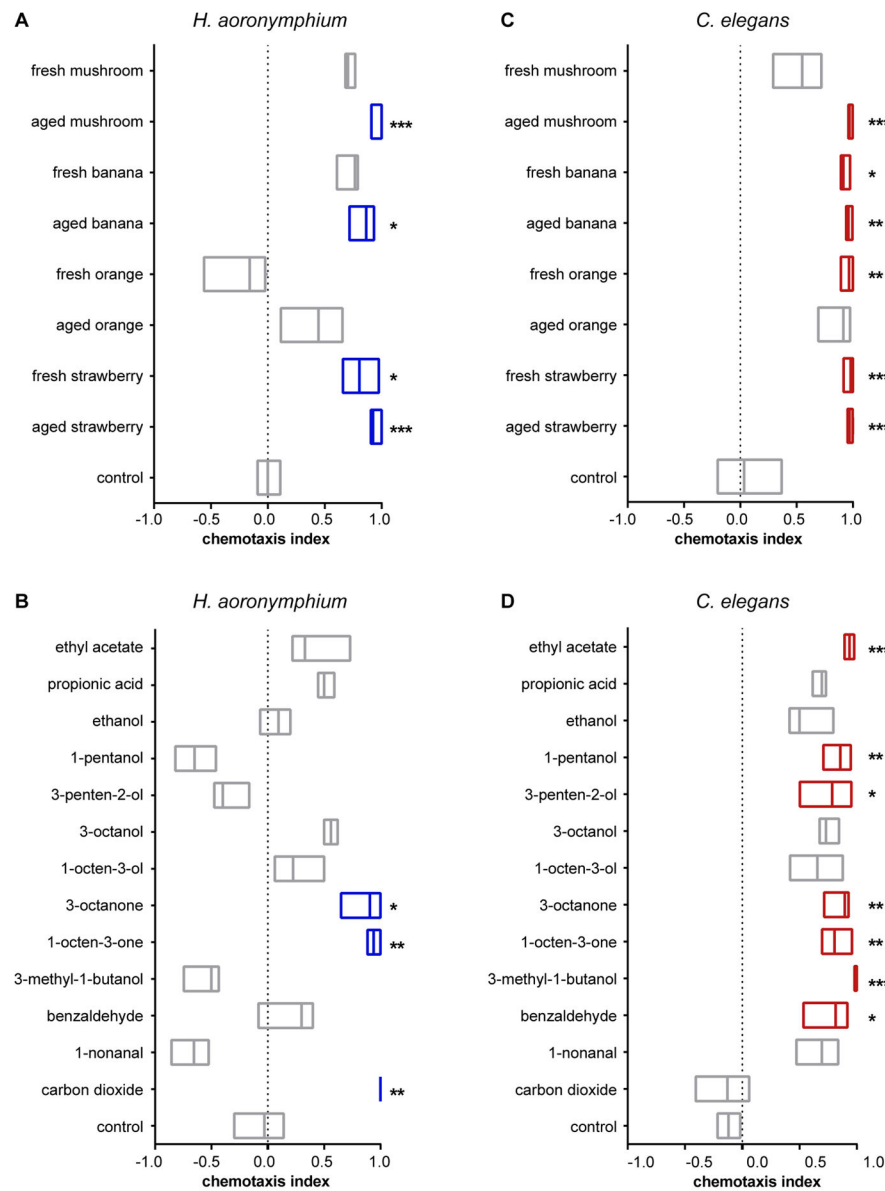 A H. aoronymphium
fresh mushroom
aged mushroom ***
fresh banana
aged banana *
fresh orange
aged orange
fresh strawberry *
aged strawberry ***
control
-1.0 -0.5 0.0 0.5 1.0
chemotaxis index
C C. elegans
fresh mushroom
aged mushroom ***
fresh banana *
aged banana **
fresh orange **
aged orange
fresh strawberry ***
aged strawberry ***
control
-1.0 -0.5 0.0 0.5 1.0
chemotaxis index
B H. aoronymphium
ethyl acetate
propionic acid
ethanol
1-pentanol
3-penten-2-ol
3-octanol
1-octen-3-ol
3-octanone *
1-octen-3-one **
3-methyl-1-butanol
benzaldehyde
1-nonanal
carbon dioxide **
control
-1.0 -0.5 0.0 0.5 1.0
chemotaxis index
D C. elegans
ethyl acetate ***
propionic acid
ethanol
1-pentanol **
3-penten-2-ol *
3-octanol
1-octen-3-ol
3-octanone **
1-octen-3-one **
3-methyl-1-butanol ***
benzaldehyde *
1-nonanal
carbon dioxide
control
-1.0 -0.5 0.0 0.5 1.0
chemotaxis index